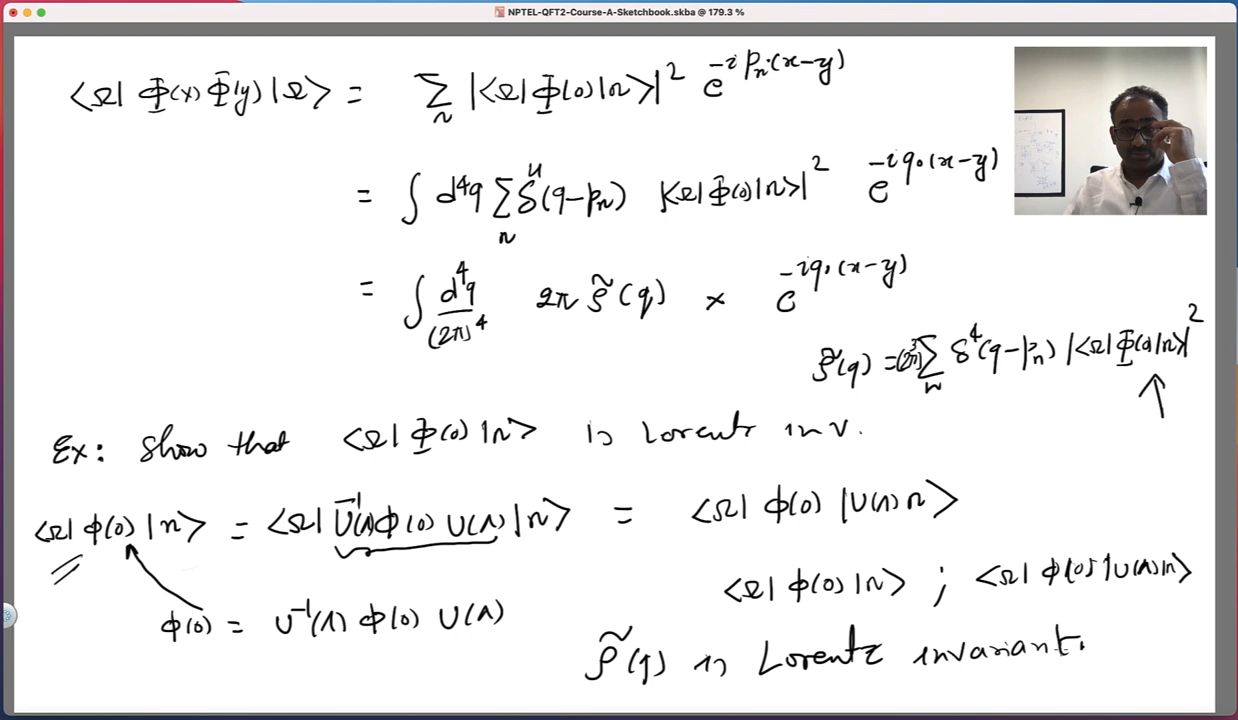 NPTEL-QFT2-Course-A-Sketchbook.skba @ 179.3 %
⟨Ω| Φ(x) Φ(y) |Ω⟩ = Σ_n |⟨Ω| Φ(0) |n⟩|² e^{-i p_n·(x-y)}
= ∫ d⁴q Σ_n δ⁴(q-p_n) |⟨Ω| Φ(0) |n⟩|² e^{-iq·(x-y)}
= ∫ d⁴q/(2π)⁴ 2π ρ̃(q) × e^{-iq·(x-y)}
ρ̃(q) = (2π)³ Σ_n δ⁴(q-p_n) |⟨Ω| Φ(0) |n⟩|²
Ex: Show that ⟨Ω| Φ(0) |n⟩ is Lorentz inv.
⟨Ω| φ(0) |n⟩ = ⟨Ω| U⁻¹(Λ) φ(0) U(Λ) |n⟩ = ⟨Ω| φ(0) |U(Λ) n⟩
⟨Ω| φ(0) |n⟩ ; ⟨Ω| φ(0) |U(Λ) n⟩
φ(0) = U⁻¹(Λ) φ(0) U(Λ)
ρ̃(q) is Lorentz invariant.